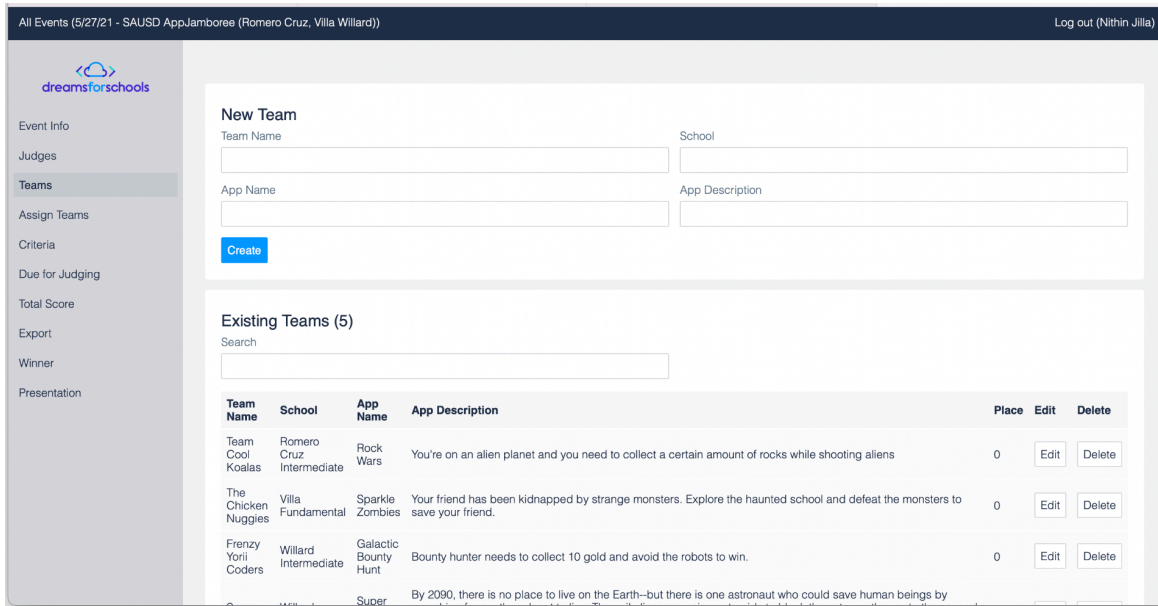 All Events (5/27/21 - SAUSD AppJamboree (Romero Cruz, Villa Willard))
Log out (Nithin Jilla)
dreamsforschools
Event Info
Judges
Teams
Assign Teams
Criteria
Due for Judging
Total Score
Export
Winner
Presentation
New Team
Team Name
School
App Name
App Description
Create
Existing Teams (5)
Search
Team Name School App Name App Description Place Edit Delete
Team Cool Koalas Romero Cruz Intermediate Rock Wars You're on an alien planet and you need to collect a certain amount of rocks while shooting aliens 0 Edit Delete
The Chicken Nuggies Villa Fundamental Sparkle Zombies Your friend has been kidnapped by strange monsters. Explore the haunted school and defeat the monsters to save your friend. 0 Edit Delete
Frenzy Yorii Coders Willard Intermediate Galactic Bounty Hunt Bounty hunter needs to collect 10 gold and avoid the robots to win. 0 Edit Delete
Super By 2090, there is no place to live on the Earth--but there is one astronaut who could save human beings by